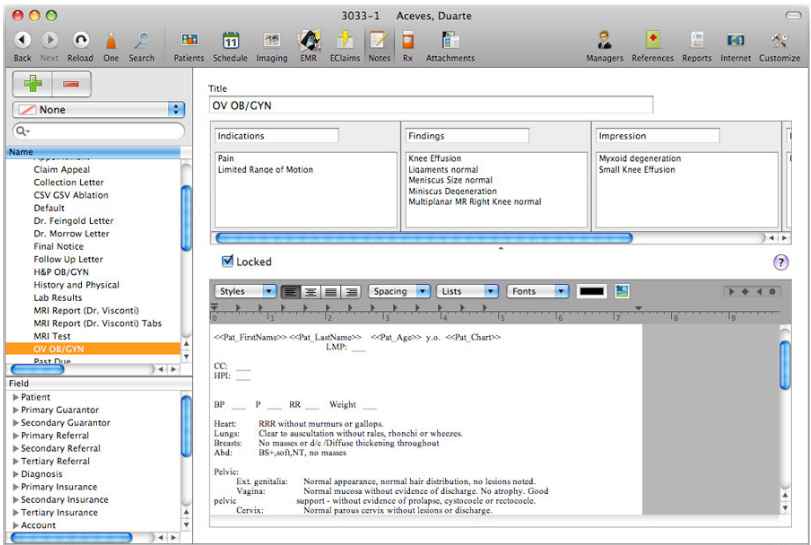 3033-1 Aceves, Duarte
Back Next Reload One Search Patients Schedule Imaging EMR EClaims Notes Rx Attachments Managers References Reports Internet Customize
None
Name
Claim Appeal
Collection Letter
CSV GSV Ablation
Default
Dr. Feingold Letter
Dr. Morrow Letter
Final Notice
Follow Up Letter
H&P OB/GYN
History and Physical
Lab Results
MRI Report (Dr. Visconti)
MRI Report (Dr. Visconti) Tabs
MRI Test
OV OB/GYN
Past Due
Field
Patient
Primary Guarantor
Secondary Guarantor
Primary Referral
Secondary Referral
Tertiary Referral
Diagnosis
Primary Insurance
Secondary Insurance
Tertiary Insurance
Account
Title
OV OB/GYN
Indications
Pain
Limited Range of Motion
Findings
Knee Effusion
Ligaments normal
Meniscus Size normal
Miniscus Degeneration
Multiplanar MR Right Knee normal
Impression
Myxoid degeneration
Small Knee Effusion
Locked
?
Styles Spacing Lists Fonts
0 1 2 3 4 5 6 7 8 9
<<Pat_FirstName>> <<Pat_LastName>> <<Pat_Age>> y.o. <<Pat_Chart>>
LMP: ___
CC: ___
HPI: ___
BP ___ P ___ RR ___ Weight ___
Heart: RRR without murmurs or gallops.
Lungs: Clear to auscultation without rales, rhonchi or wheezes.
Breasts: No masses or d/c /Diffuse thickening throughout
Abd: BS+,soft,NT, no masses
Pelvic:
Ext. genitalia: Normal appearance, normal hair distribution, no lesions noted.
Vagina: Normal mucosa without evidence of discharge. No atrophy. Good
pelvic support - without evidence of prolapse, cystocele or rectocele.
Cervix: Normal parous cervix without lesions or discharge.